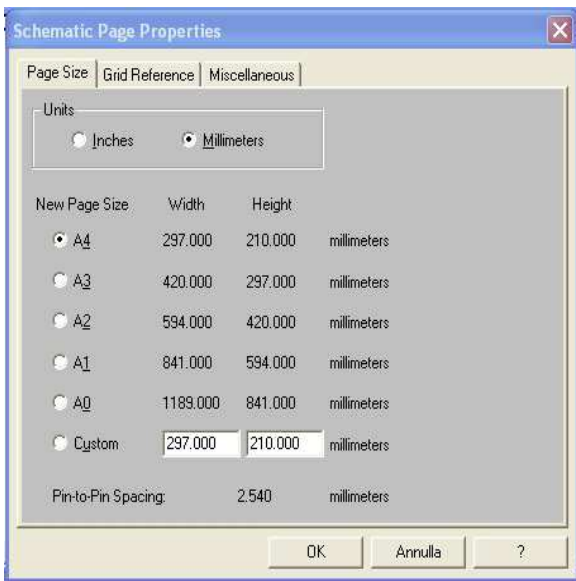 Schematic Page Properties
Page Size Grid Reference Miscellaneous
Units
Inches Millimeters
New Page Size Width Height
A4 297.000 210.000 millimeters
A3 420.000 297.000 millimeters
A2 594.000 420.000 millimeters
A1 841.000 594.000 millimeters
A0 1189.000 841.000 millimeters
Custom 297.000 210.000 millimeters
Pin-to-Pin Spacing: 2.540 millimeters
OK Annulla ?